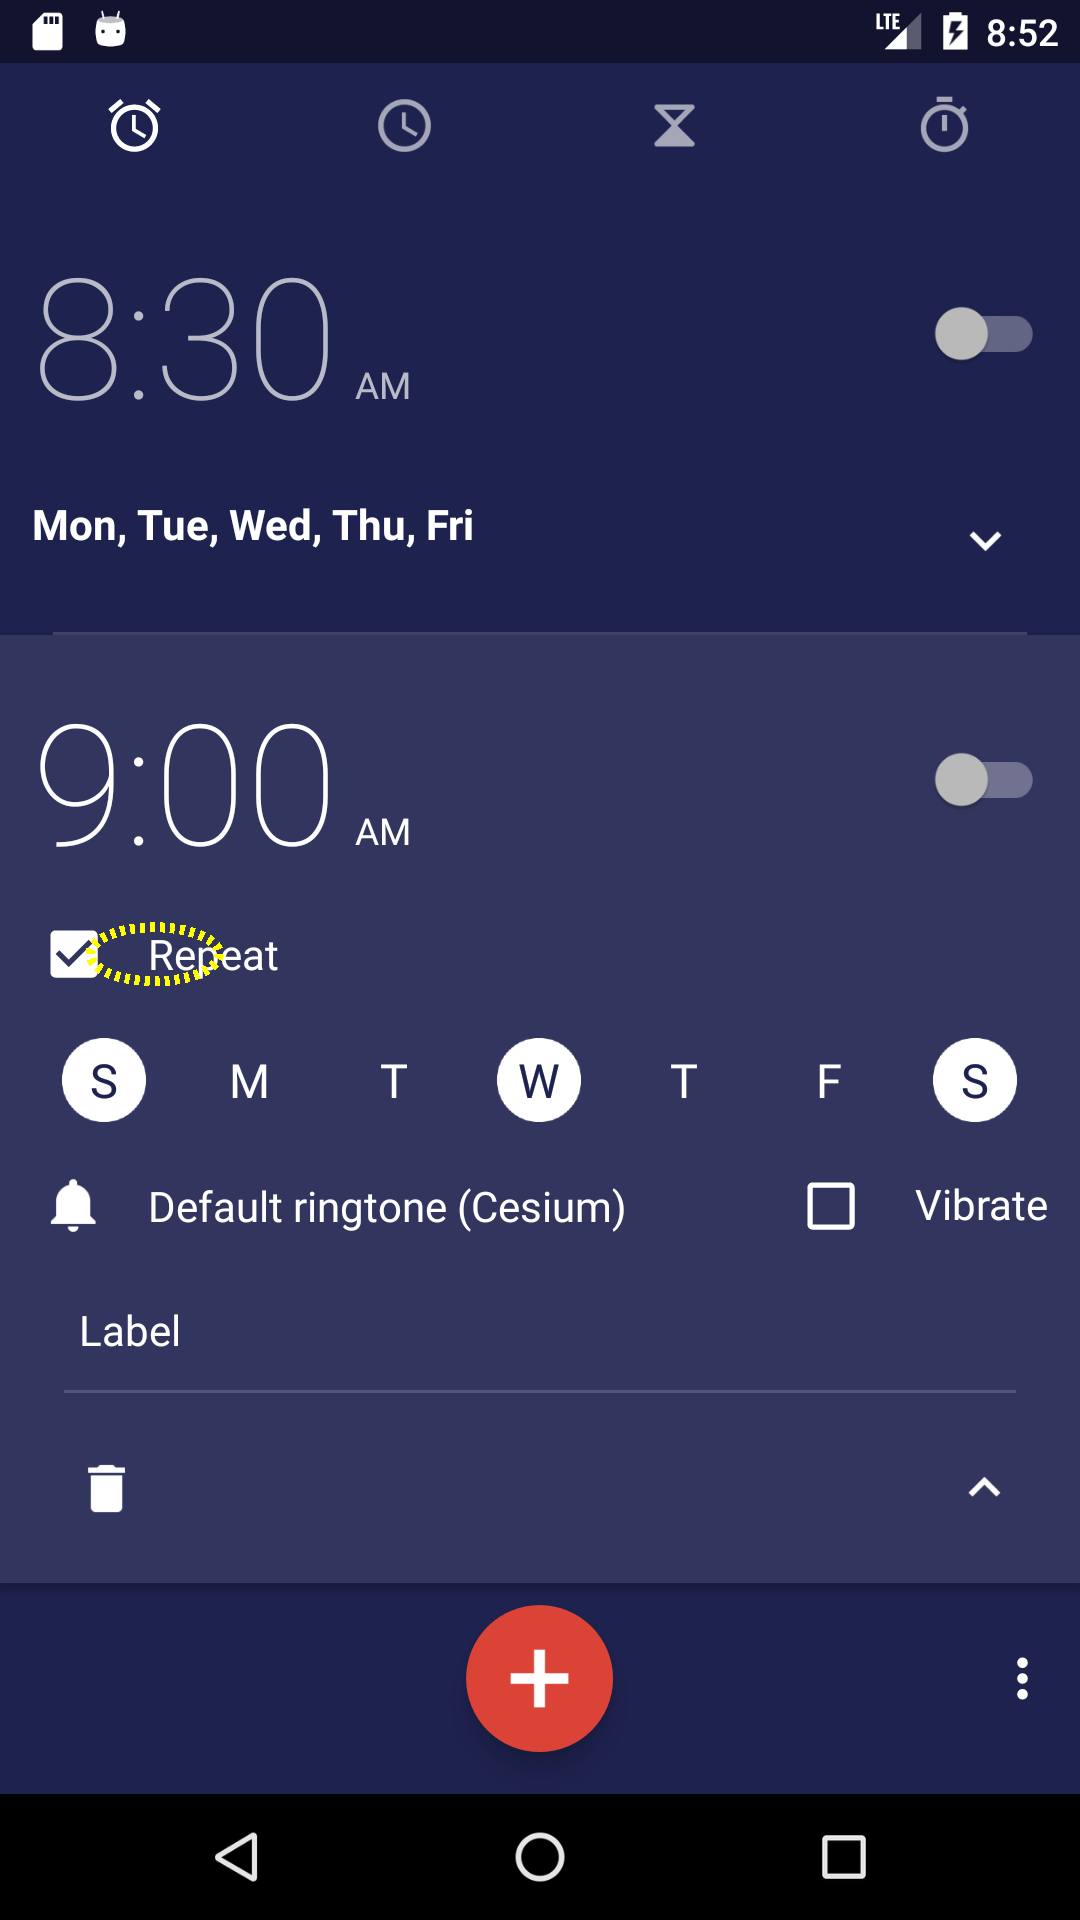 LTE 8:52
8:30 AM
Mon, Tue, Wed, Thu, Fri
9:00 AM
Repeat
S M T W T F S
Default ringtone (Cesium) Vibrate
Label